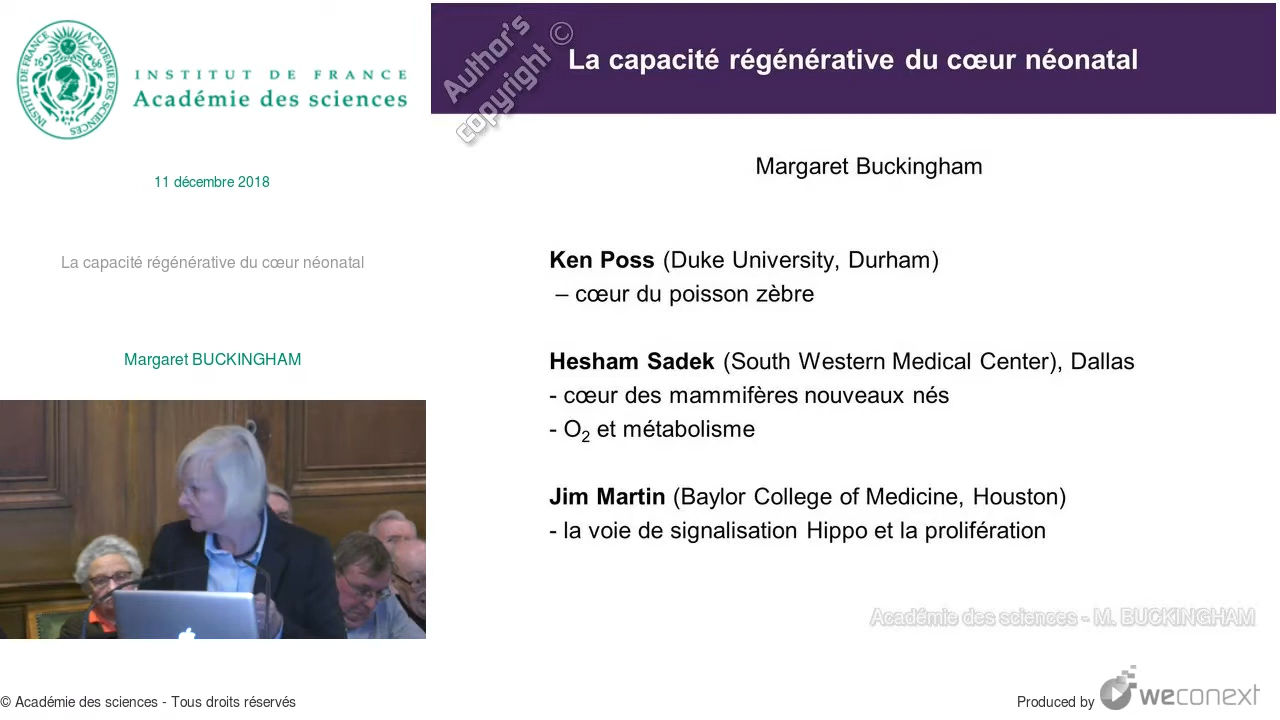 INSTITUT DE FRANCE
Académie des sciences
11 décembre 2018
La capacité régénérative du cœur néonatal
Margaret BUCKINGHAM
Author's copyright ©
La capacité régénérative du cœur néonatal
Margaret Buckingham
Ken Poss (Duke University, Durham)
– cœur du poisson zèbre
Hesham Sadek (South Western Medical Center), Dallas
- cœur des mammifères nouveaux nés
- O₂ et métabolisme
Jim Martin (Baylor College of Medicine, Houston)
- la voie de signalisation Hippo et la prolifération
Académie des sciences - M. BUCKINGHAM
© Académie des sciences - Tous droits réservés
Produced by weconext